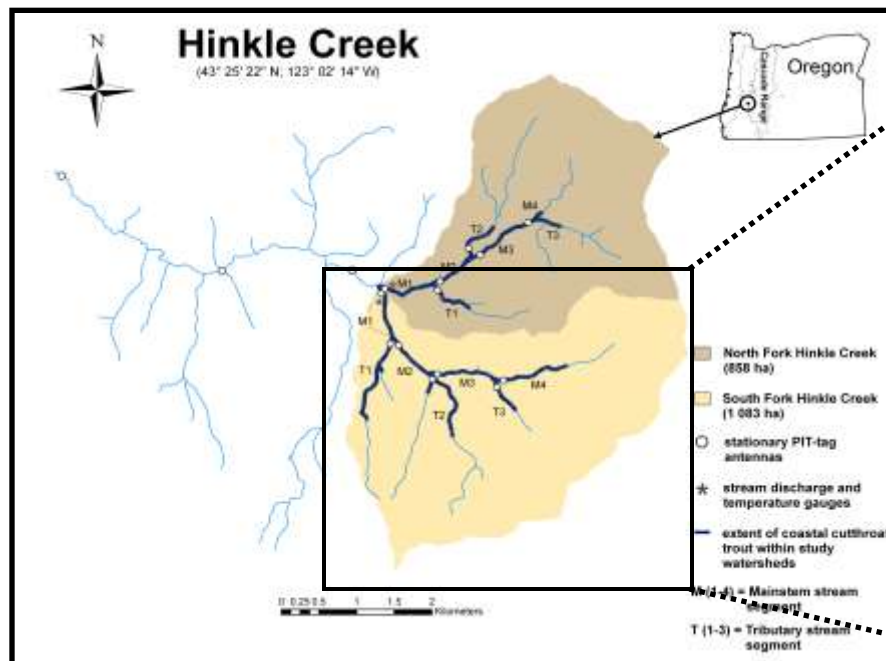 Hinkle Creek
(43° 25' 22" N; 123° 02' 14" W)
N
Oregon
Cascade Range
M4
T2
T3
M3
M2
M1
T1
M1
T1
M2
M3
M4
T2
T3
North Fork Hinkle Creek
(858 ha)
South Fork Hinkle Creek
(1 083 ha)
stationary PIT-tag
antennas
stream discharge and
temperature gauges
extent of coastal cutthroat
trout within study
watersheds
M (1-4) = Mainstem stream
segment
T (1-3) = Tributary stream
segment
0 0.25 0.5 1 1.5 2
Kilometers